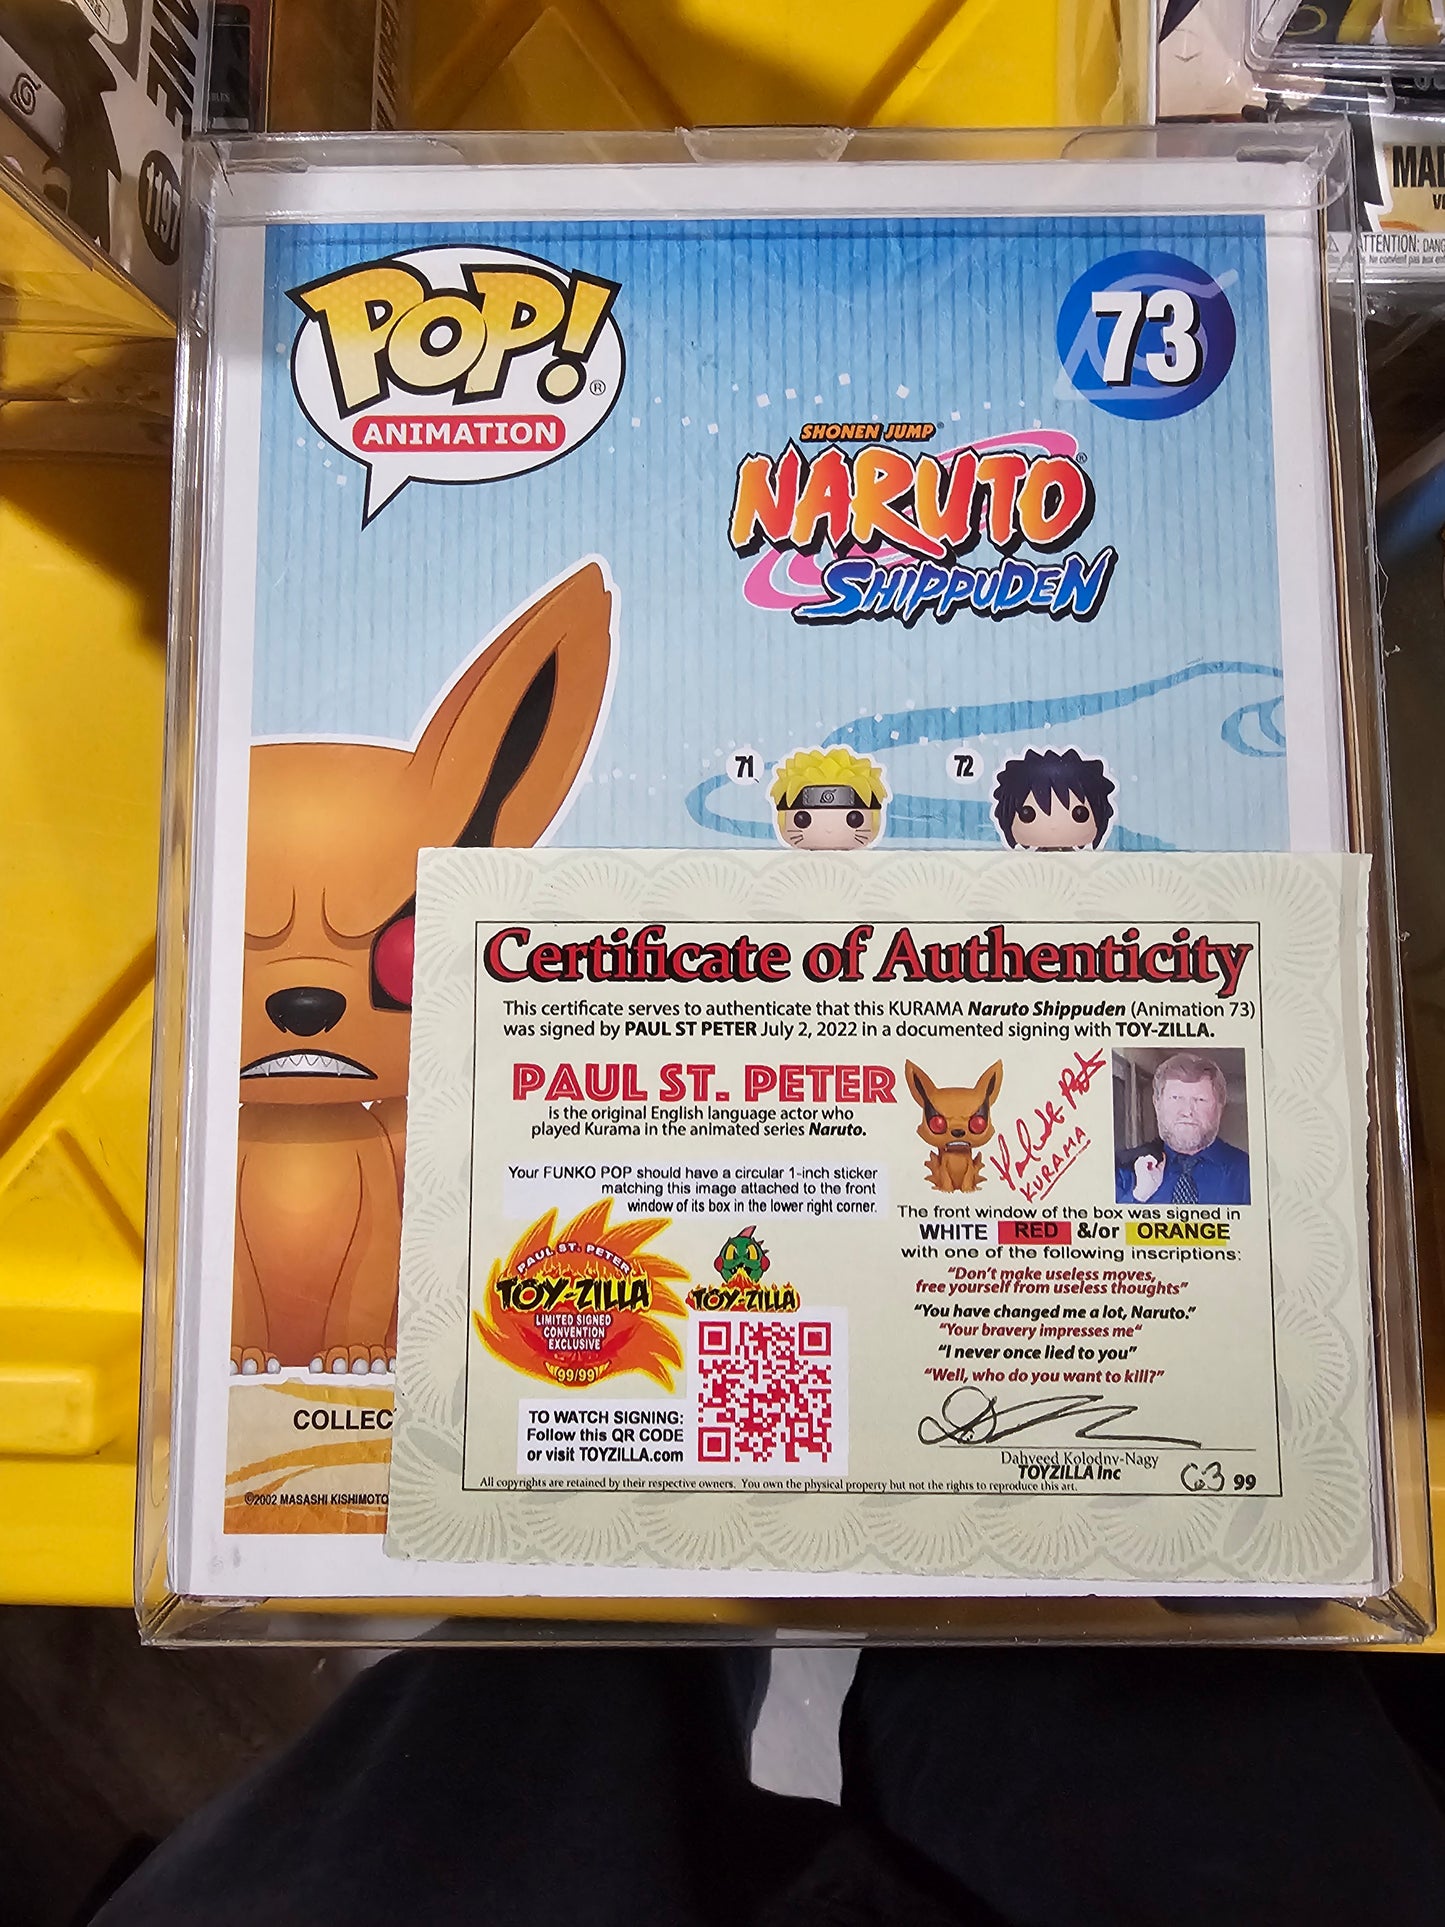 1197
MAD
ATTENTION: DANG
POP!
®
ANIMATION
73
SHONEN JUMP
NARUTO
®
SHIPPUDEN
71
72
COLLEC
©2002 MASASHI KISHIMOTO
Certificate of Authenticity
This certificate serves to authenticate that this KURAMA Naruto Shippuden (Animation 73)
was signed by PAUL ST PETER July 2, 2022 in a documented signing with TOY-ZILLA.
PAUL ST. PETER
is the original English language actor who
played Kurama in the animated series Naruto.
KURAMA
Your FUNKO POP should have a circular 1-inch sticker
matching this image attached to the front
window of its box in the lower right corner.
PAUL ST. PETER
TOY-ZILLA
LIMITED SIGNED
CONVENTION
EXCLUSIVE
99/99
TOY-ZILLA
TO WATCH SIGNING:
Follow this QR CODE
or visit TOYZILLA.com
The front window of the box was signed in
WHITE RED &/or ORANGE
with one of the following inscriptions:
"Don't make useless moves,
free yourself from useless thoughts"
"You have changed me a lot, Naruto."
"Your bravery impresses me"
"I never once lied to you"
"Well, who do you want to kill?"
Dahveed Kolodny-Nagy
TOYZILLA Inc
63 99
All copyrights are retained by their respective owners. You own the physical property but not the rights to reproduce this art.